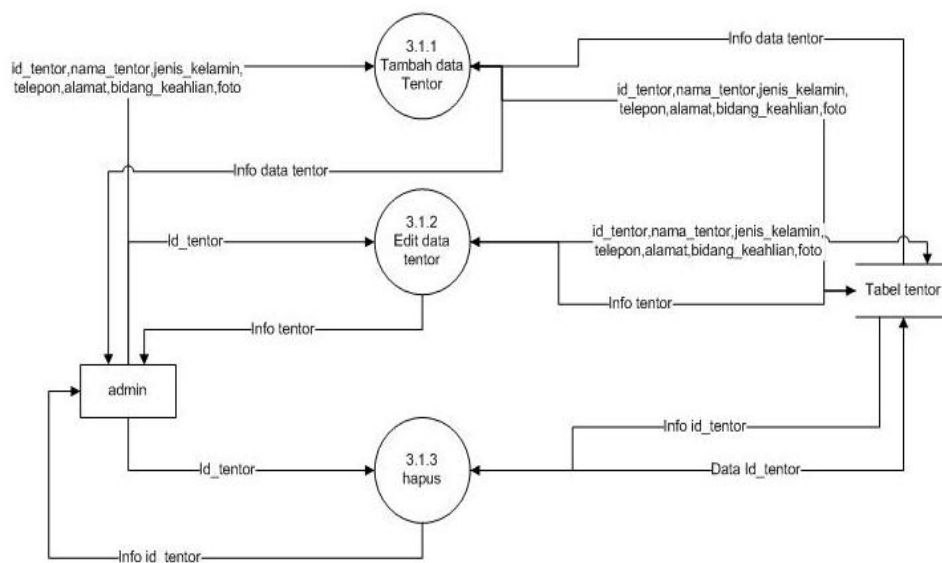 3.1.1
Tambah data
Tentor
Info data tentor
id_tentor,nama_tentor,jenis_kelamin,
telepon,alamat,bidang_keahlian,foto
id_tentor,nama_tentor,jenis_kelamin,
telepon,alamat,bidang_keahlian,foto
Info data tentor
3.1.2
Edit data
tentor
Id_tentor
id_tentor,nama_tentor,jenis_kelamin,
telepon,alamat,bidang_keahlian,foto
Tabel tentor
Info tentor
Info tentor
admin
Info id_tentor
3.1.3
hapus
Id_tentor
Data Id_tentor
Info id_tentor